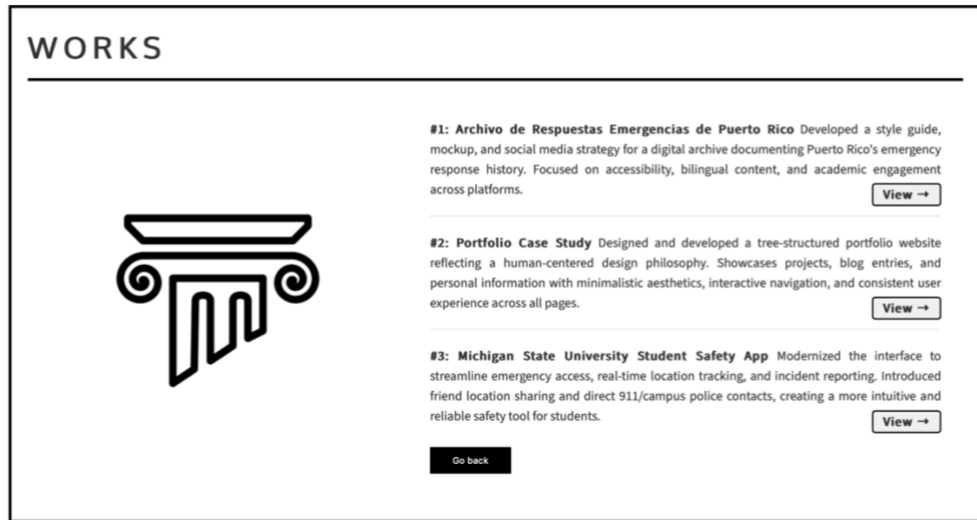 WORKS
#1: Archivo de Respuestas Emergencias de Puerto Rico Developed a style guide,
mockup, and social media strategy for a digital archive documenting Puerto Rico's emergency
response history. Focused on accessibility, bilingual content, and academic engagement
across platforms.
View →
#2: Portfolio Case Study Designed and developed a tree-structured portfolio website
reflecting a human-centered design philosophy. Showcases projects, blog entries, and
personal information with minimalistic aesthetics, interactive navigation, and consistent user
experience across all pages.
View →
#3: Michigan State University Student Safety App Modernized the interface to
streamline emergency access, real-time location tracking, and incident reporting. Introduced
friend location sharing and direct 911/campus police contacts, creating a more intuitive and
reliable safety tool for students.
View →
Go back